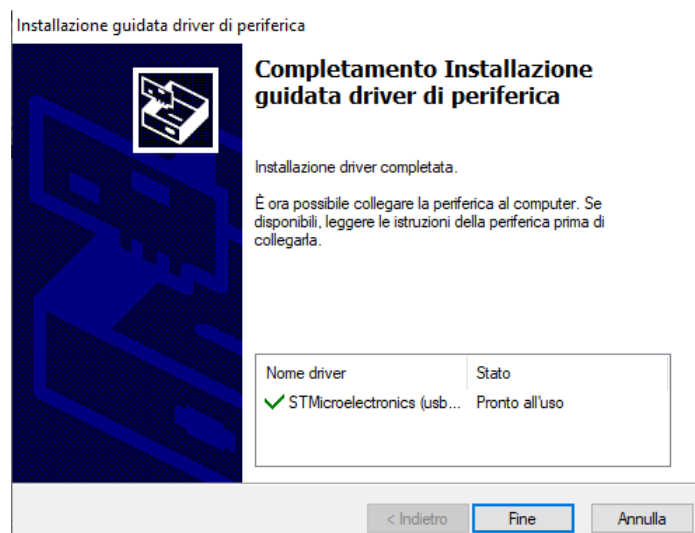 Installazione guidata driver di periferica
Completamento Installazione
guidata driver di periferica
Installazione driver completata.
È ora possibile collegare la periferica al computer. Se
disponibili, leggere le istruzioni della periferica prima di
collegarla.
Nome driver Stato
STMicroelectronics (usb... Pronto all'uso
< Indietro Fine Annulla